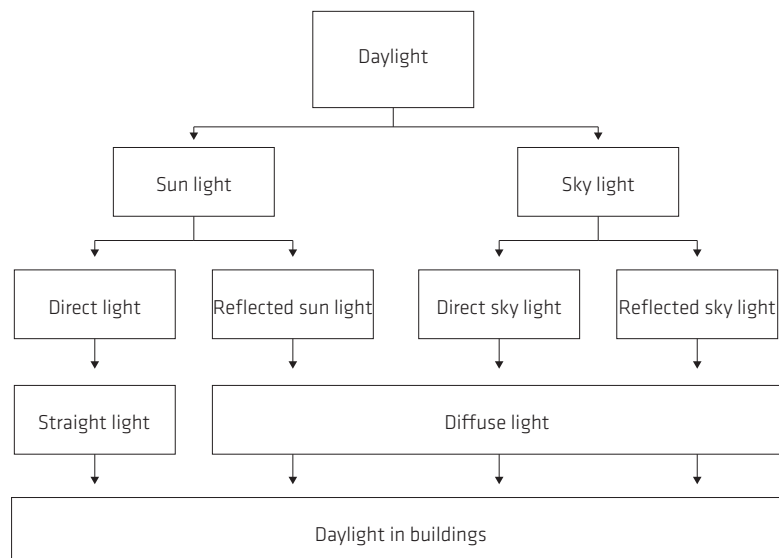 Daylight
Sun light
Sky light
Direct light
Reflected sun light
Direct sky light
Reflected sky light
Straight light
Diffuse light
Daylight in buildings